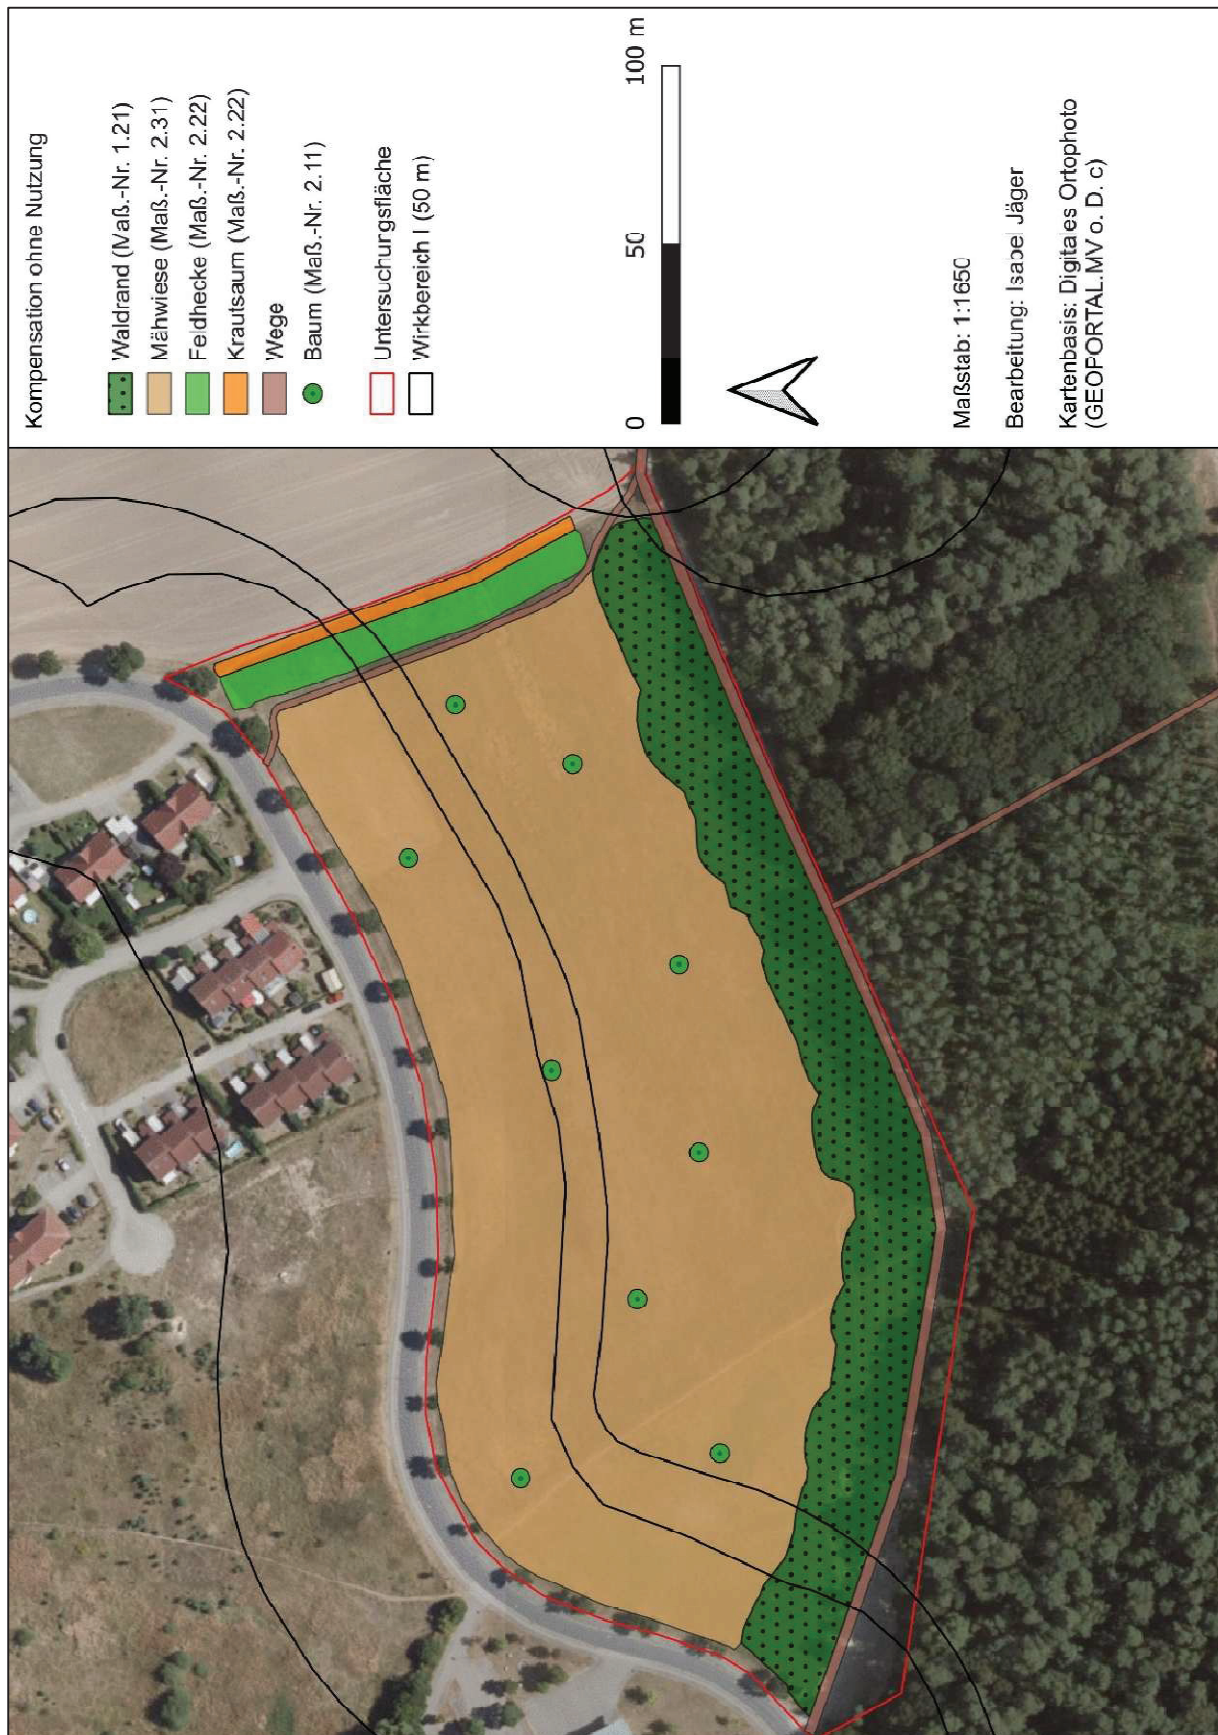 Kompensation ohne Nutzung
Waldrand (Maß.-Nr. 1.21)
Mähwiese (Maß.-Nr. 2.31)
Feldhecke (Maß.-Nr. 2.22)
Krautsaum (Maß.-Nr. 2.22)
Wege
Baum (Maß.-Nr. 2.11)
Untersuchungsfläche
Wirkbereich I (50 m)
0 50 100 m
Maßstab: 1:1650
Bearbeitung: Isabel Jäger
Kartenbasis: Digitales Ortophoto
(GEOPORTAL.MV o. D. c)